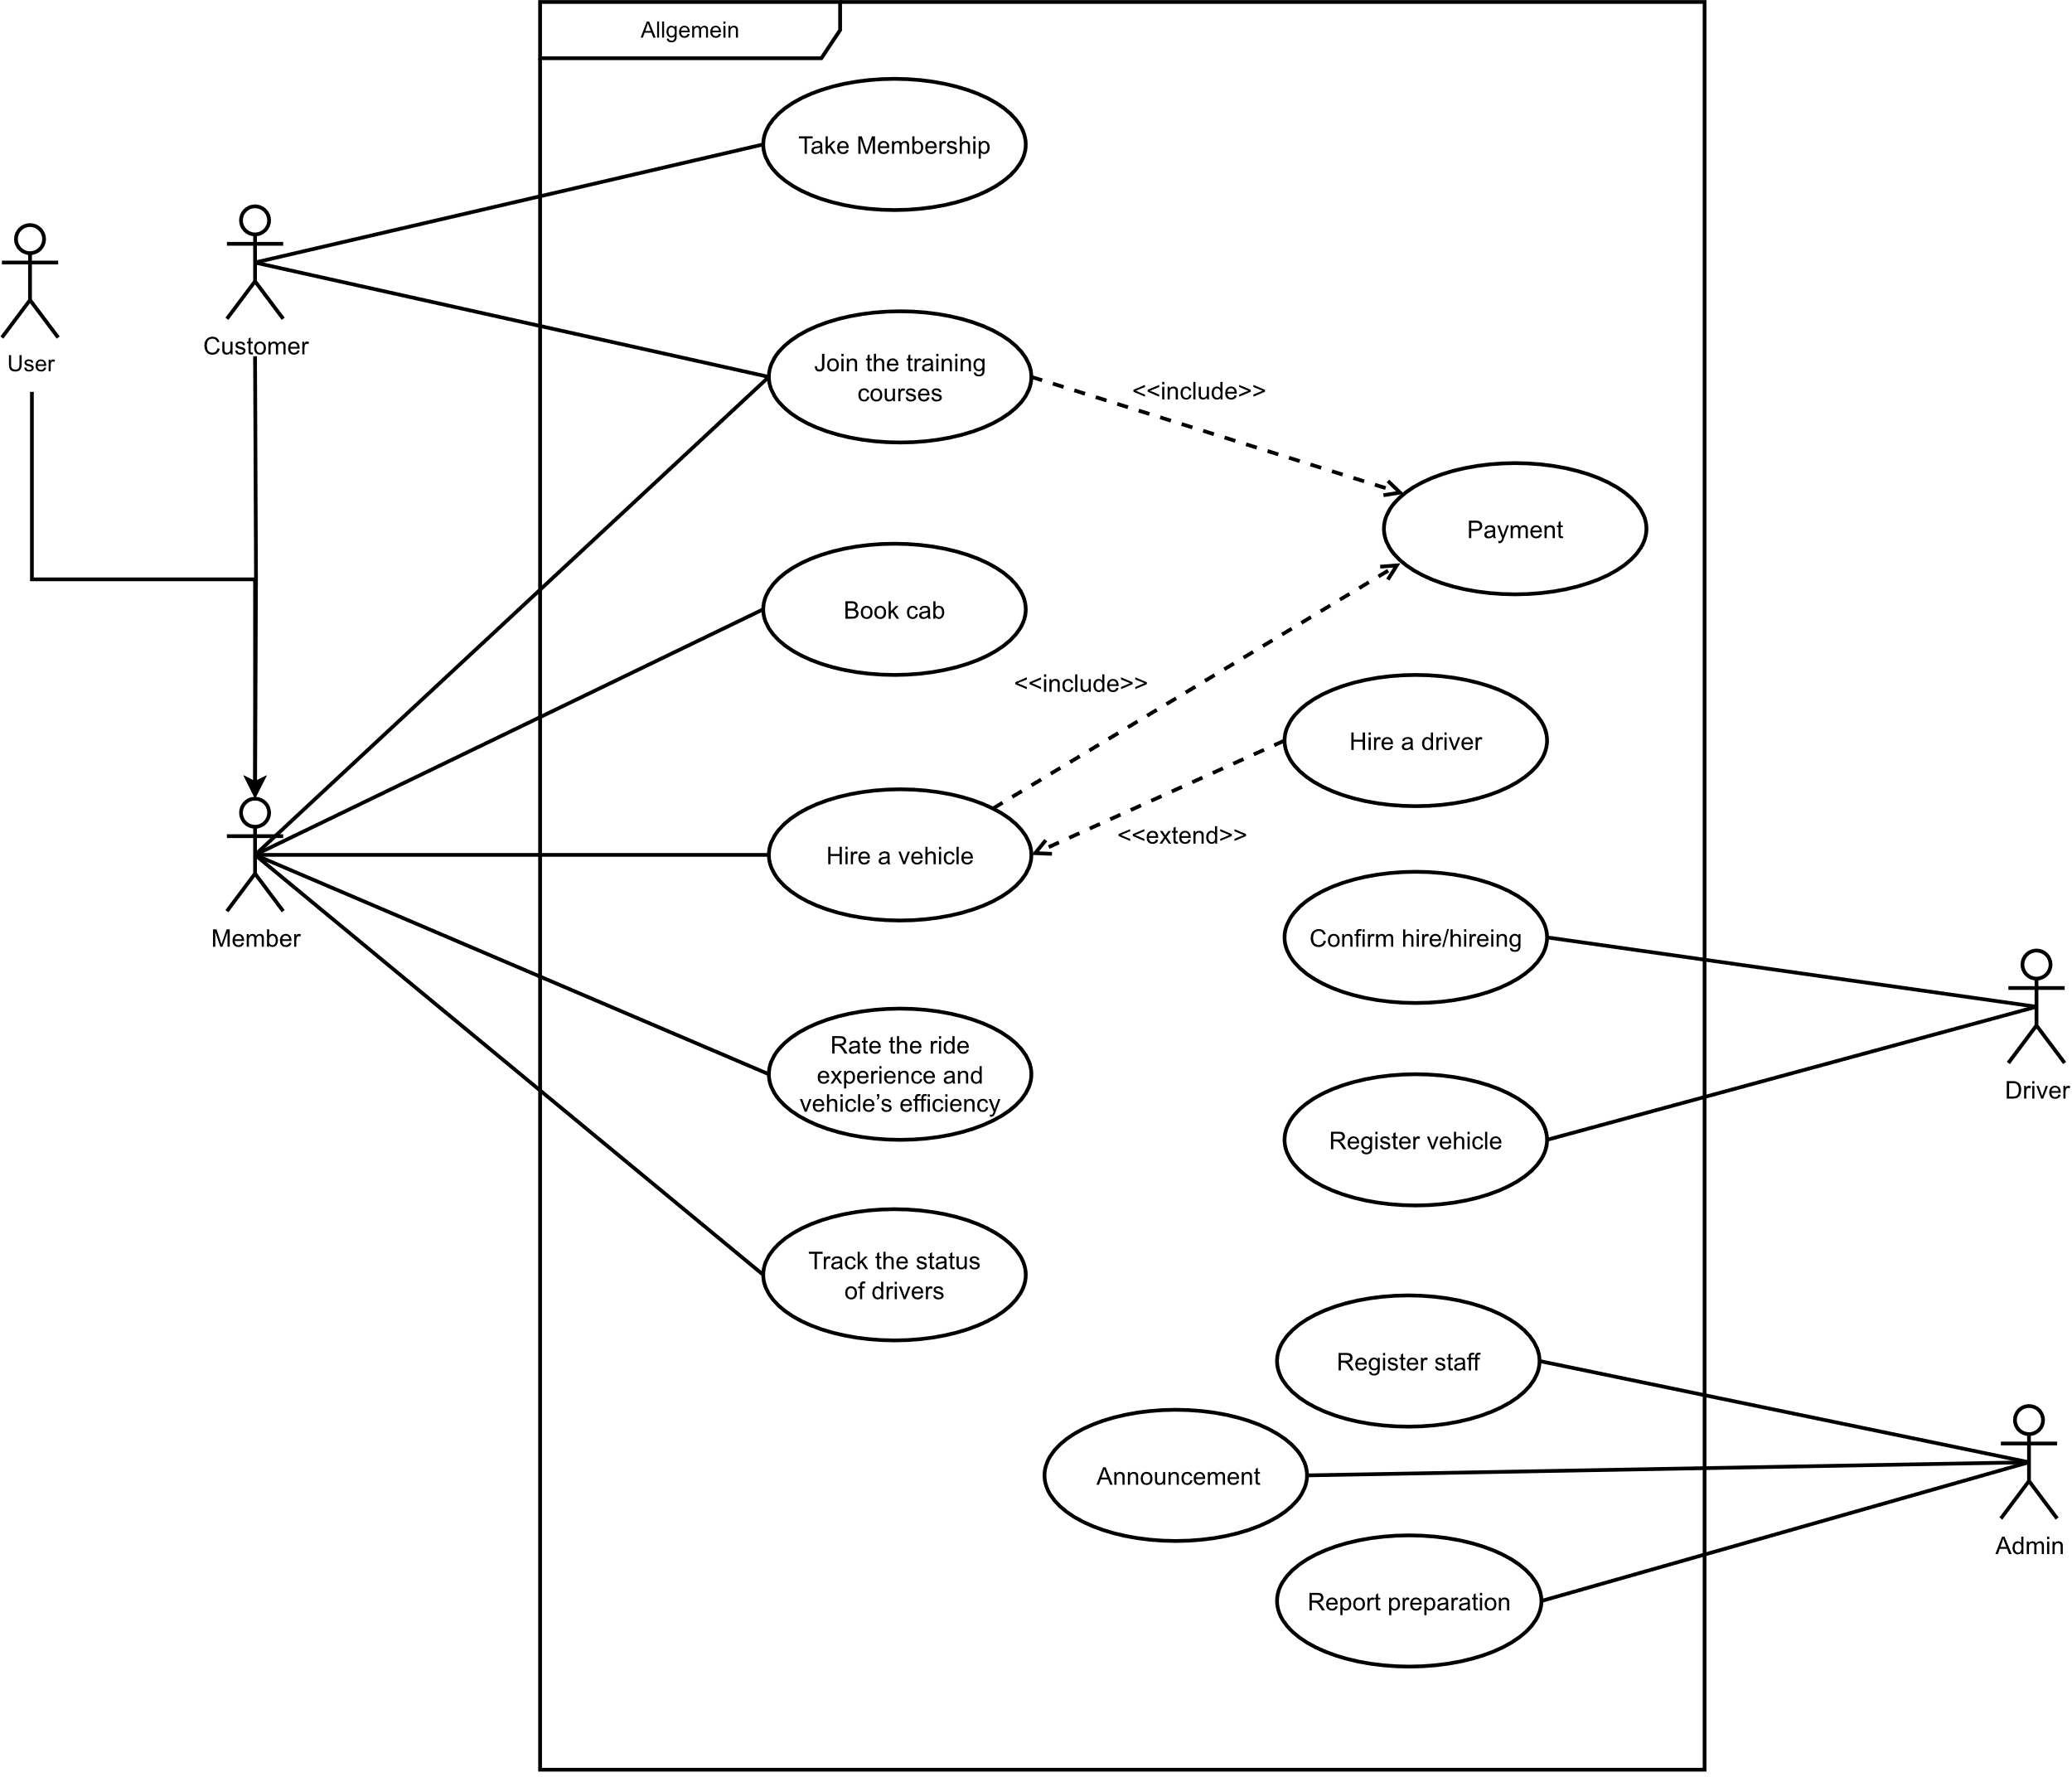 Allgemein
Take Membership
Customer
User
Join the training
courses
<<include>>
Payment
Book cab
<<include>>
Hire a driver
<<extend>>
Hire a vehicle
Member
Confirm hire/hireing
Driver
Rate the ride
experience and
vehicle’s efficiency
Register vehicle
Track the status
of drivers
Register staff
Announcement
Admin
Report preparation